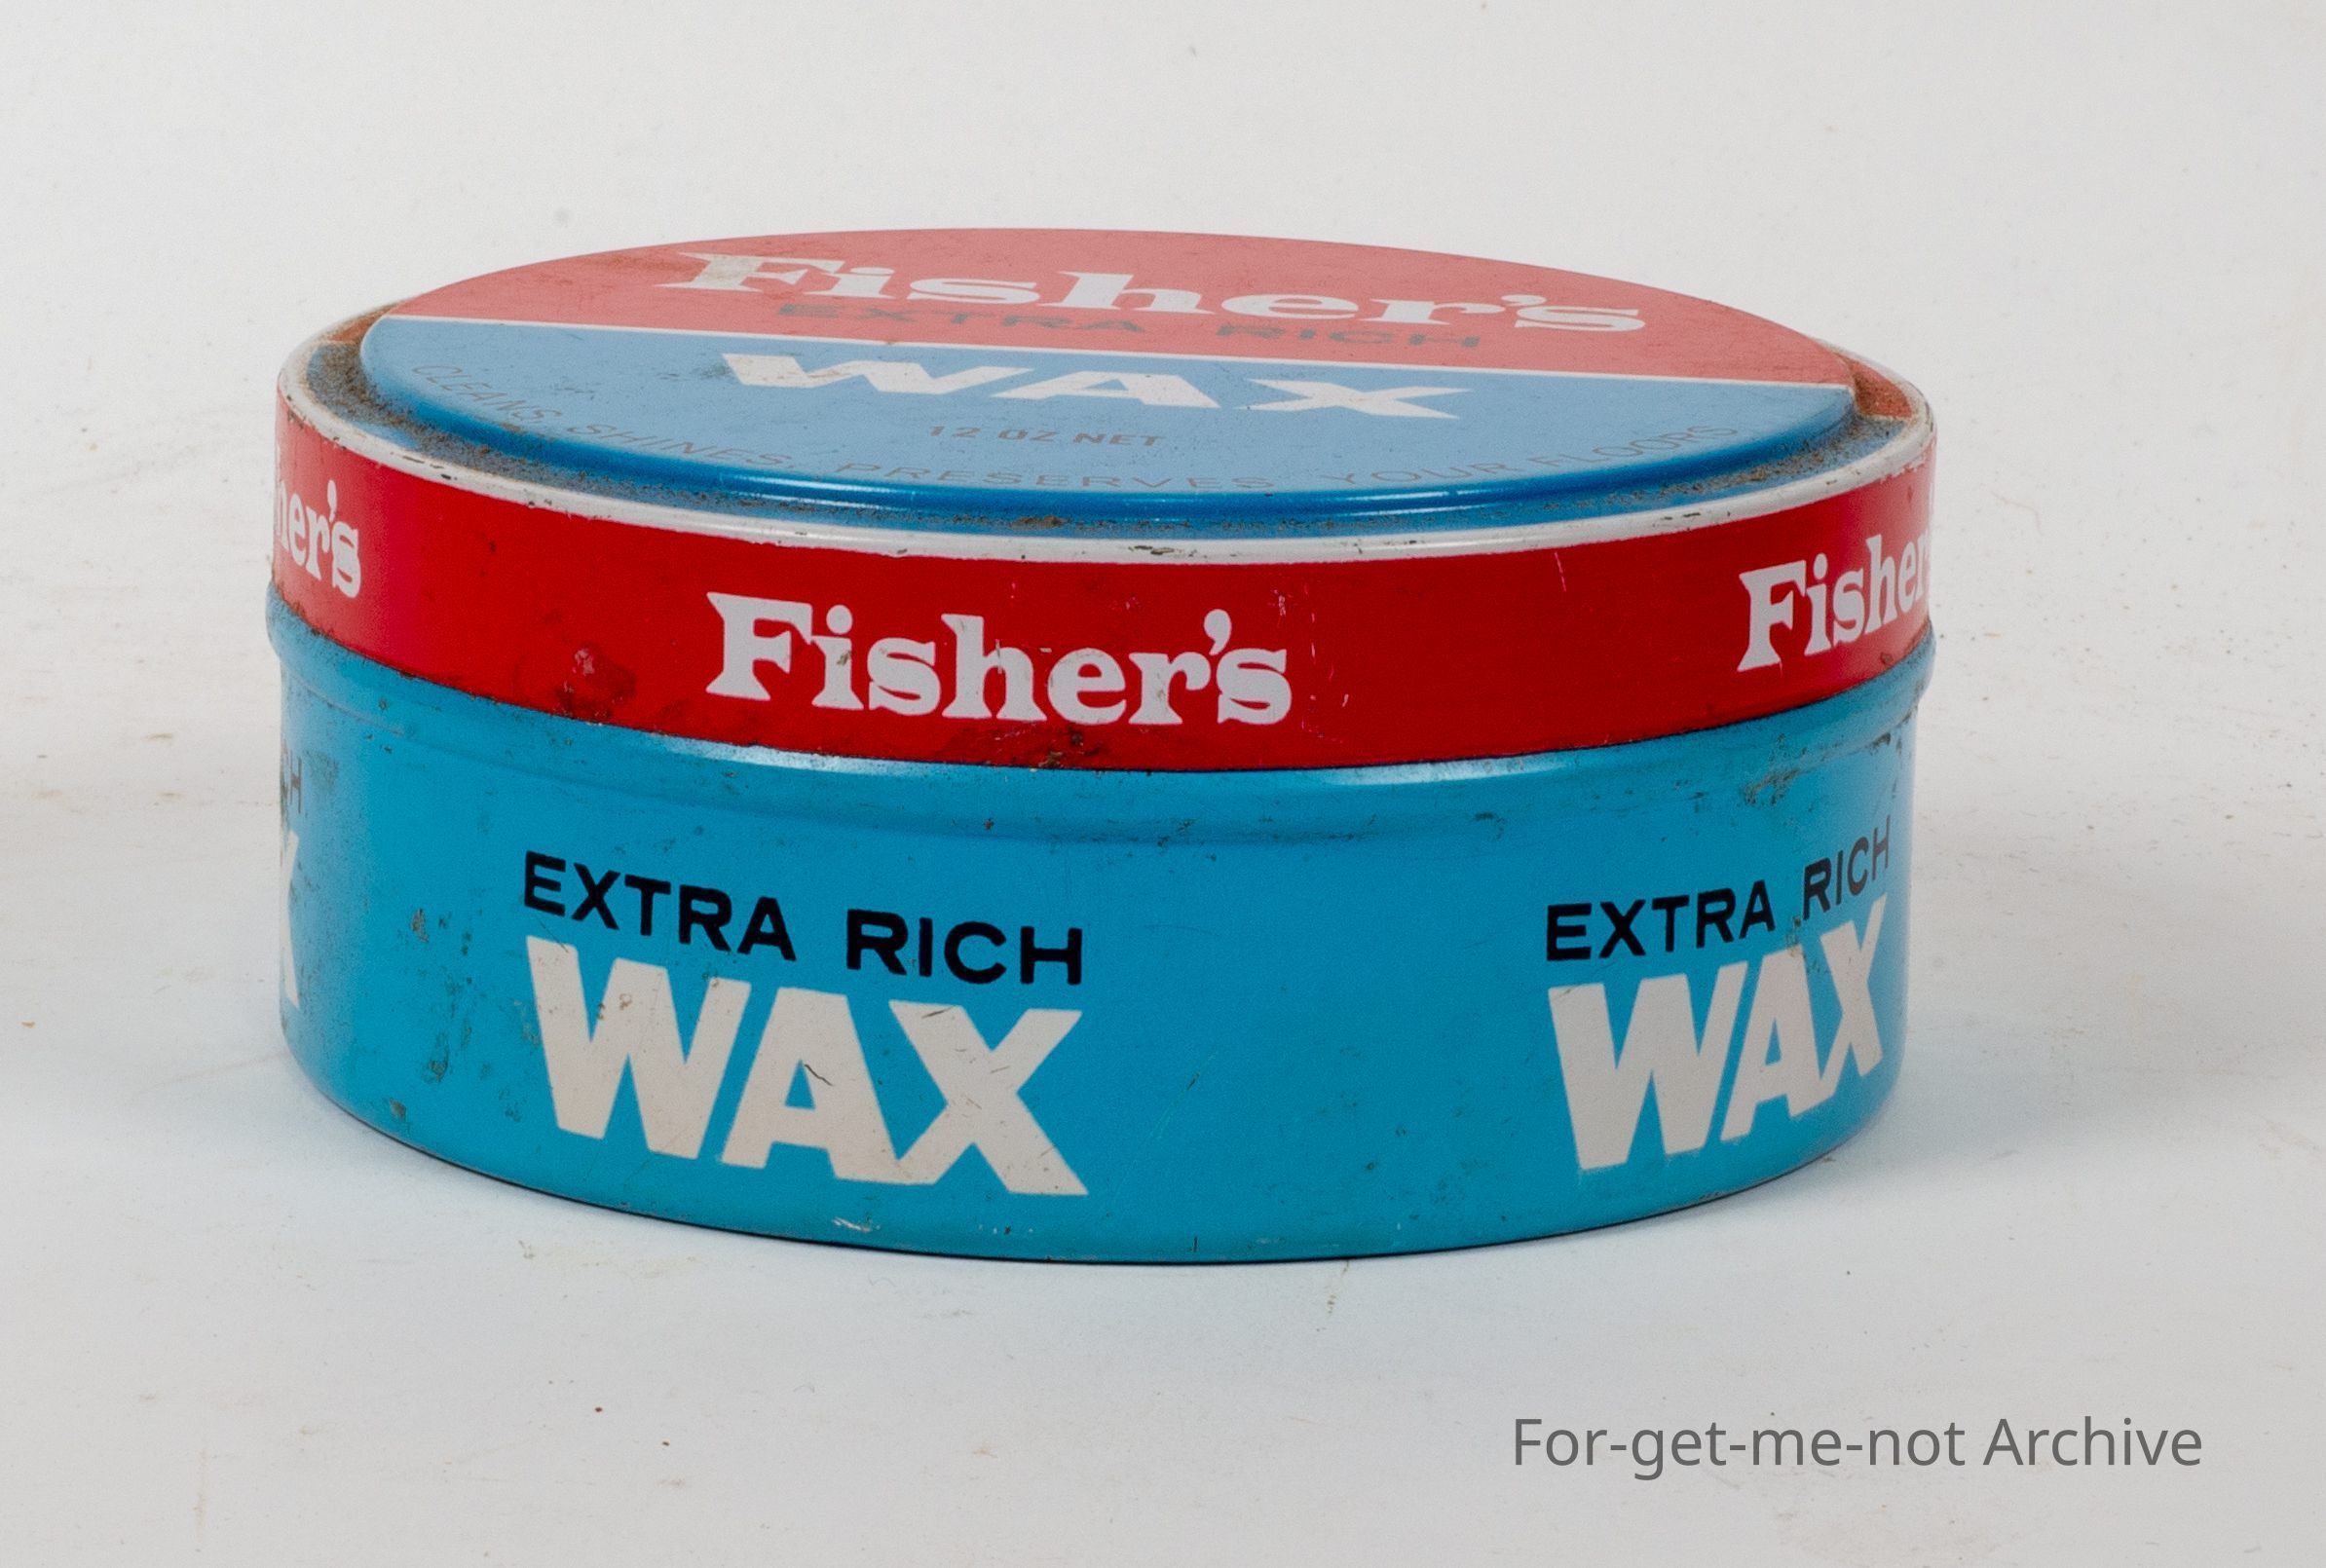 Fisher's
EXTRA RICH
WAX
12 OZ NET
CLEANS, SHINES, PRESERVES YOUR FLOORS
her's
Fisher's
Fisher
CH
X
EXTRA RICH
WAX
EXTRA RICH
WAX
For-get-me-not Archive